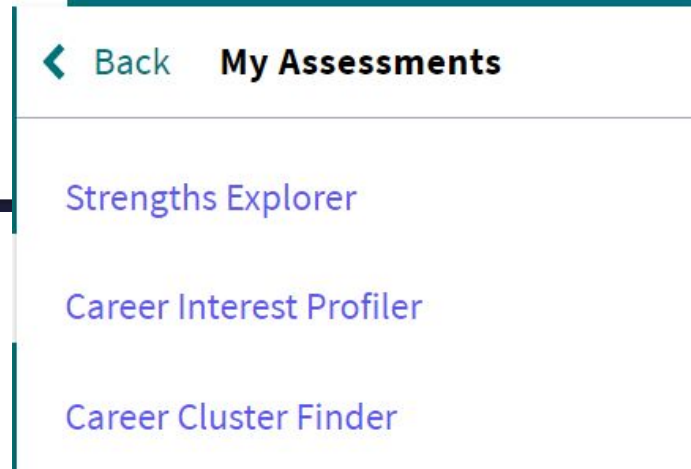 Back My Assessments
Strengths Explorer
Career Interest Profiler
Career Cluster Finder